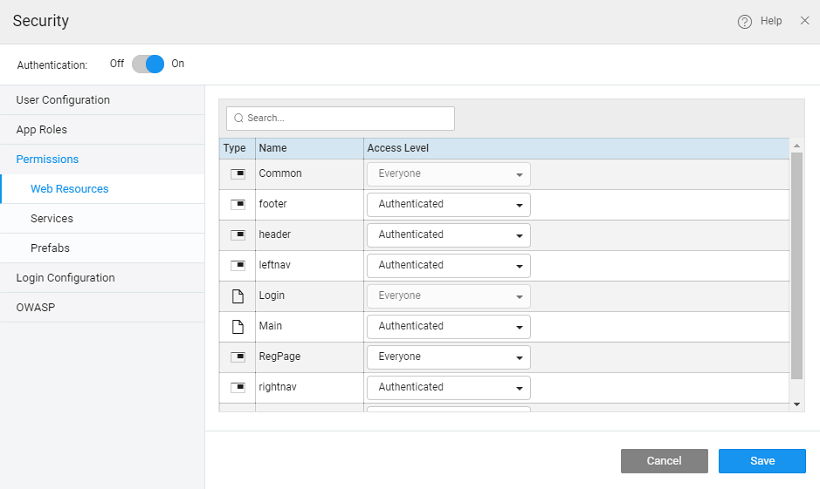 Security
Help
Authentication: Off On
User Configuration
App Roles
Permissions
Web Resources
Services
Prefabs
Login Configuration
OWASP
Search...
Type Name Access Level
Common Everyone
footer Authenticated
header Authenticated
leftnav Authenticated
Login Everyone
Main Authenticated
RegPage Everyone
rightnav Authenticated
Cancel Save